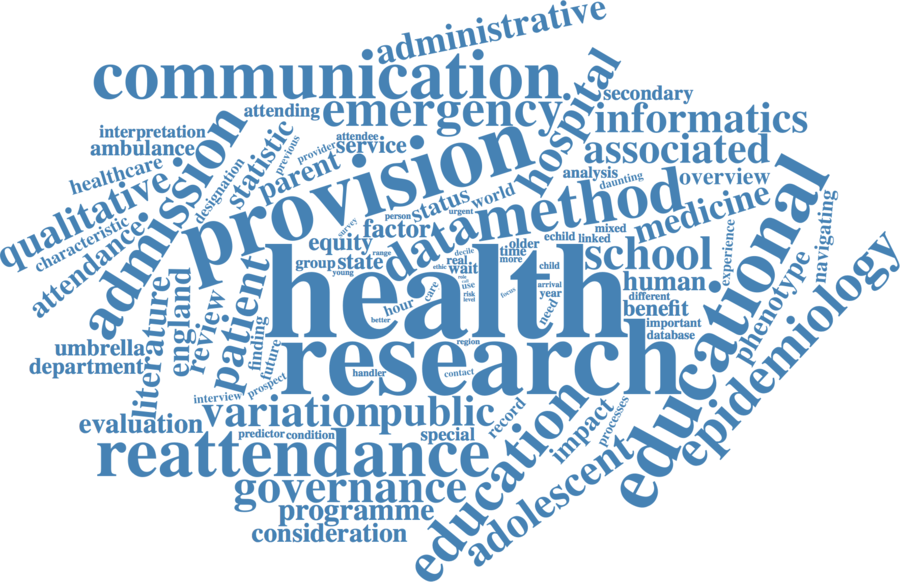 administrative
communication
hospital
attending
emergency
secondary
informatics
interpretation
ambulance
admission
statistic
previous
attendee
provider
service
associated
healthcare
designation
parent
provision
analysis
daunting
overview
qualitative
characteristic
attendance
person
status
urgent
world
method
medicine
educational
survey
factor
data
equity
range
decile
older
echild
linked
mixed
time
more
school
experience
navigating
group
state
young
ethic
real
wait
role
use
risk
level
child
arrival
year
focus
human
different
benefit
phenotype
epidemiology
literature
england
review
patient
finding
future
health
hour
care
better
need
important
database
umbrella
department
region
research
handler
contact
interview
prospect
evaluation
variation
public
record
impact
processes
predictor
condition
special
reattendance
education
adolescent
governance
programme
consideration